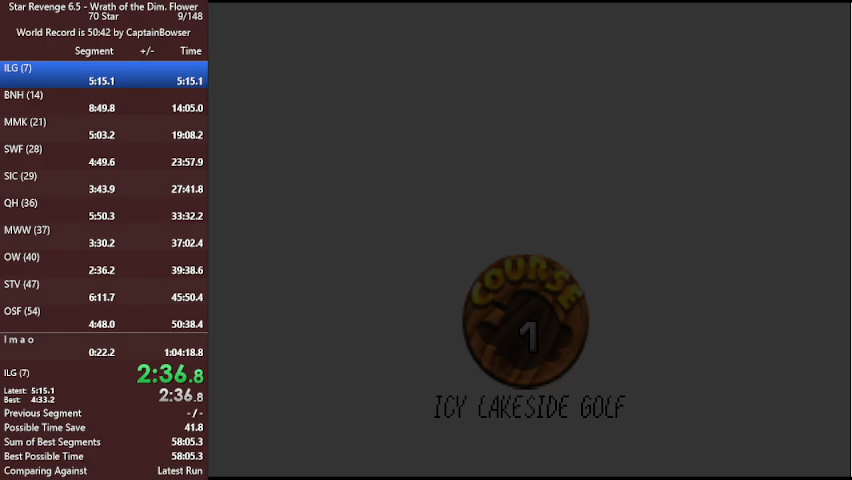 Star Revenge 6.5 - Wrath of the Dim. Flower
70 Star 9/148
World Record is 50:42 by CaptainBowser
Segment +/- Time
ILG (7)
5:15.1 5:15.1
BNH (14)
8:49.8 14:05.0
MMK (21)
5:03.2 19:08.2
SWF (28)
4:49.6 23:57.9
SIC (29)
3:43.9 27:41.8
QH (36)
5:50.3 33:32.2
MWW (37)
3:30.2 37:02.4
OW (40)
2:36.2 39:38.6
STV (47)
6:11.7 45:50.4
OSF (54)
4:48.0 50:38.4
l m a o
0:22.2 1:04:18.8
ILG (7) 2:36.8
Latest: 5:15.1
Best: 4:33.2 2:36.8
Previous Segment - / -
Possible Time Save 41.8
Sum of Best Segments 58:05.3
Best Possible Time 58:05.3
Comparing Against Latest Run
COURSE
1
ICY LAKESIDE GOLF